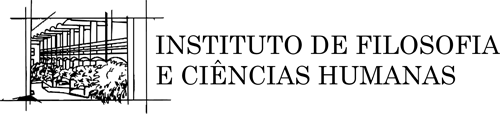 INSTITUTO DE FILOSOFIA
E CIÊNCIAS HUMANAS